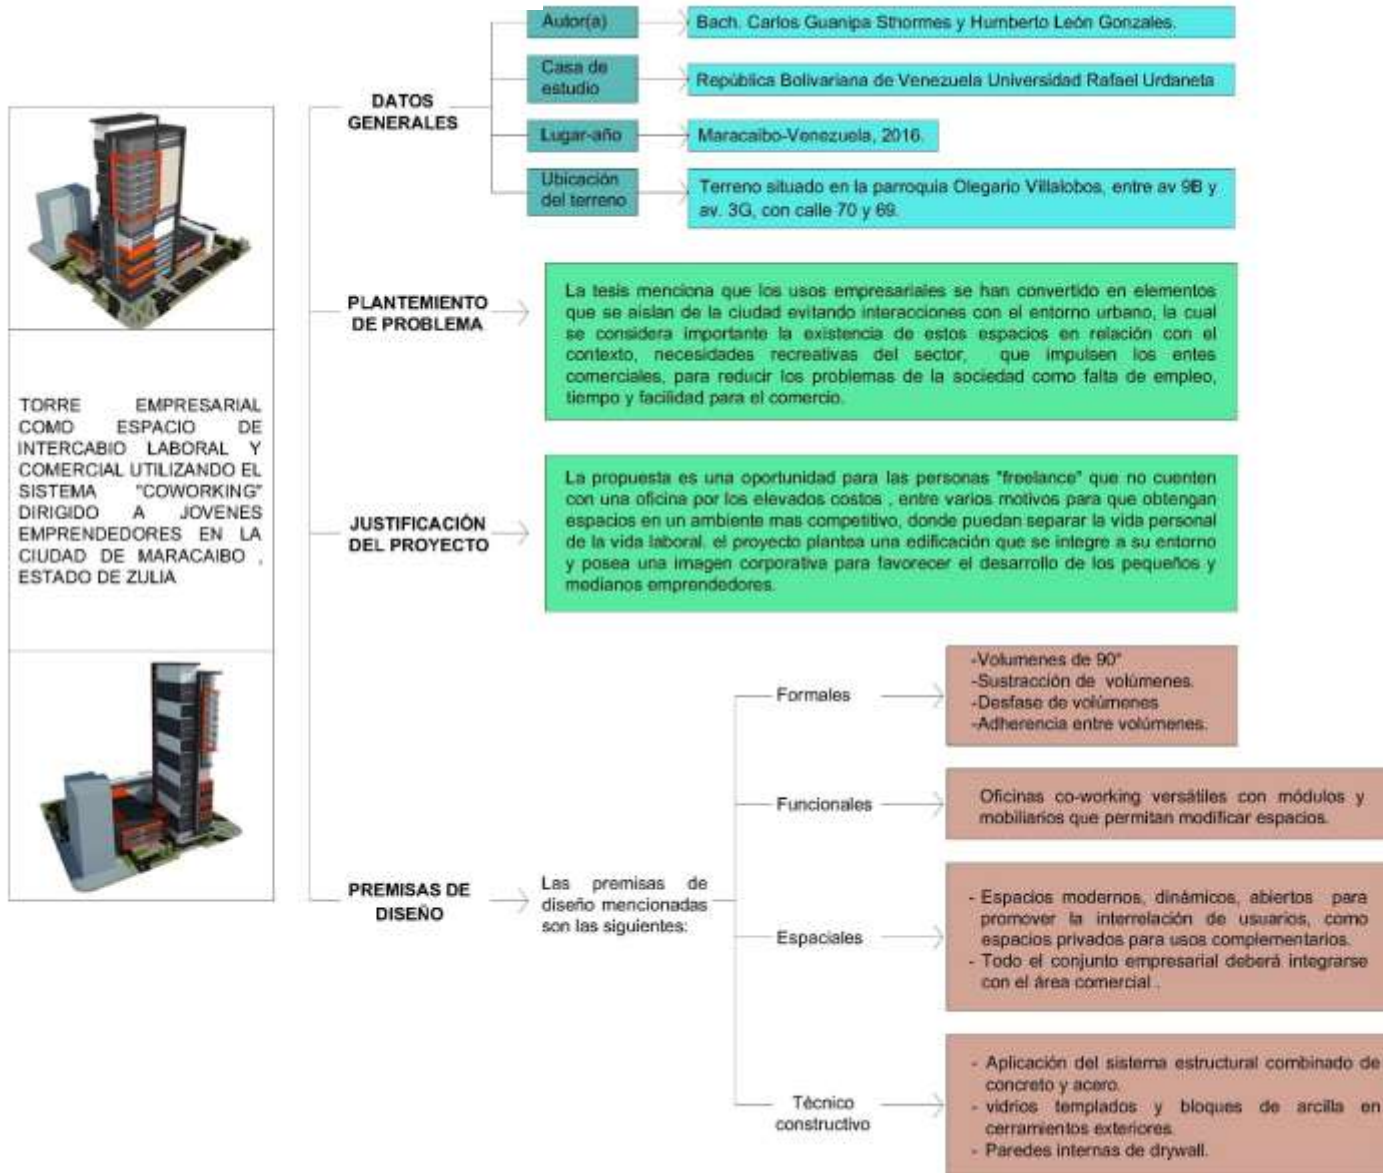 TORRE EMPRESARIAL
COMO ESPACIO DE
INTERCABIO LABORAL Y
COMERCIAL UTILIZANDO EL
SISTEMA "COWORKING"
DIRIGIDO A JOVENES
EMPRENDEDORES EN LA
CIUDAD DE MARACAIBO ,
ESTADO DE ZULIA
DATOS
GENERALES
Autor(a)
Bach. Carlos Guanipa Sthormes y Humberto León Gonzales.
Casa de
estudio
República Bolivariana de Venezuela Universidad Rafael Urdaneta
Lugar-año
Maracaibo-Venezuela, 2016.
Ubicación
del terreno
Terreno situado en la parroquia Olegario Villalobos, entre av 9B y
av. 3G, con calle 70 y 69.
PLANTEMIENTO
DE PROBLEMA
La tesis menciona que los usos empresariales se han convertido en elementos
que se aislan de la ciudad evitando interacciones con el entorno urbano, la cual
se considera importante la existencia de estos espacios en relación con el
contexto, necesidades recreativas del sector, que impulsen los entes
comerciales, para reducir los problemas de la sociedad como falta de empleo,
tiempo y facilidad para el comercio.
JUSTIFICACIÓN
DEL PROYECTO
La propuesta es una oportunidad para las personas "freelance" que no cuenten
con una oficina por los elevados costos , entre varios motivos para que obtengan
espacios en un ambiente mas competitivo, donde puedan separar la vida personal
de la vida laboral. el proyecto plantea una edificación que se integre a su entorno
y posea una imagen corporativa para favorecer el desarrollo de los pequeños y
medianos emprendedores.
PREMISAS DE
DISEÑO
Las premisas de
diseño mencionadas
son las siguientes:
Formales
-Volumenes de 90°
-Sustracción de volúmenes.
-Desfase de volúmenes
-Adherencia entre volúmenes.
Funcionales
Oficinas co-working versátiles con módulos y
mobiliarios que permitan modificar espacios.
Espaciales
- Espacios modernos, dinámicos, abiertos para
promover la interrelación de usuarios, como
espacios privados para usos complementarios.
- Todo el conjunto empresarial deberá integrarse
con el área comercial .
Técnico
constructivo
- Aplicación del sistema estructural combinado de
concreto y acero.
- vidrios templados y bloques de arcilla en
cerramientos exteriores.
- Paredes internas de drywall.